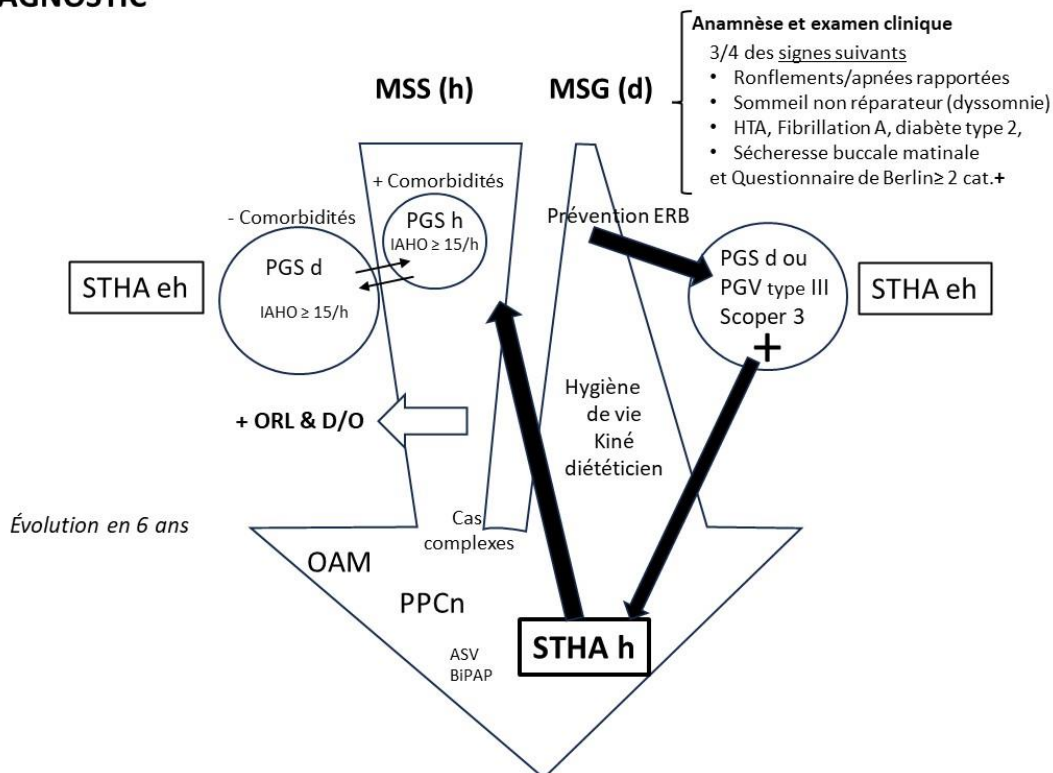 AGNOSTIC
Anamnèse et examen clinique
3/4 des signes suivants
• Ronflements/apnées rapportées
• Sommeil non réparateur (dyssomnie)
• HTA, Fibrillation A, diabète type 2,
• Sécheresse buccale matinale
et Questionnaire de Berlin≥ 2 cat.+
MSS (h)
MSG (d)
+ Comorbidités
PGS h
IAHO ≥ 15/h
- Comorbidités
PGS d
IAHO ≥ 15/h
STHA eh
Prévention ERB
PGS d ou
PGV type III
Scoper 3
+
STHA eh
+ ORL & D/O
Hygiène
de vie
Kiné
diététicien
Évolution en 6 ans
Cas
complexes
OAM
PPCn
ASV
BiPAP
STHA h